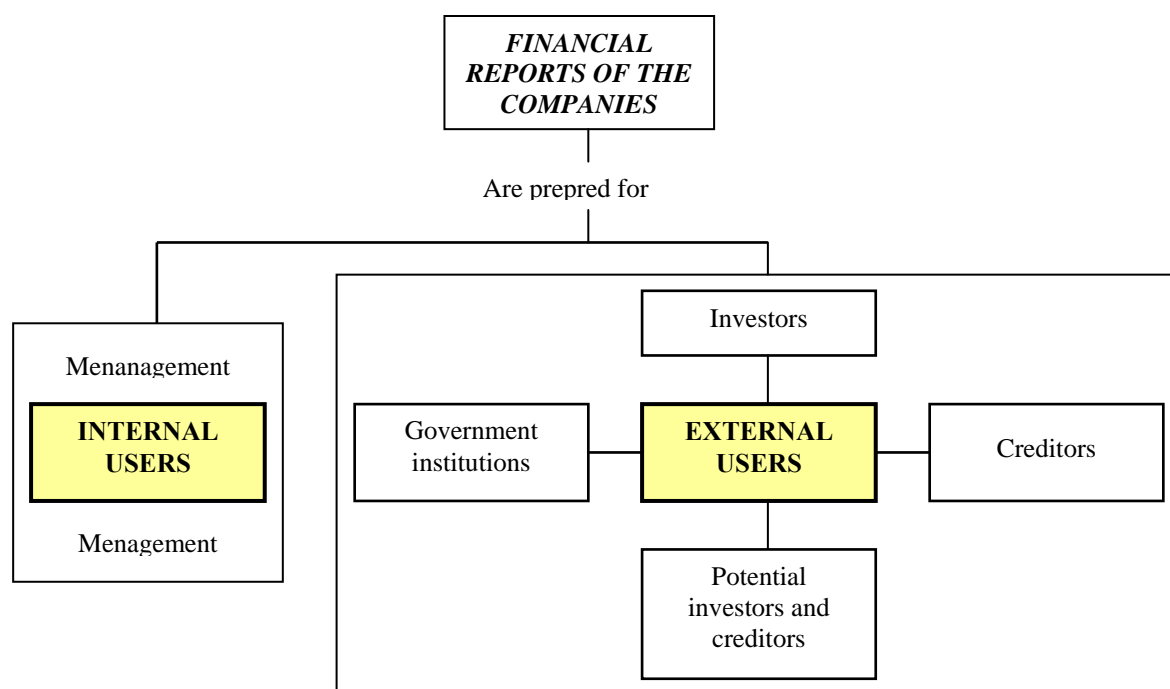 FINANCIAL
REPORTS OF THE
COMPANIES
Are prepred for
Menanagement
INTERNAL
USERS
Menagement
Investors
Government
institutions
EXTERNAL
USERS
Creditors
Potential
investors and
creditors